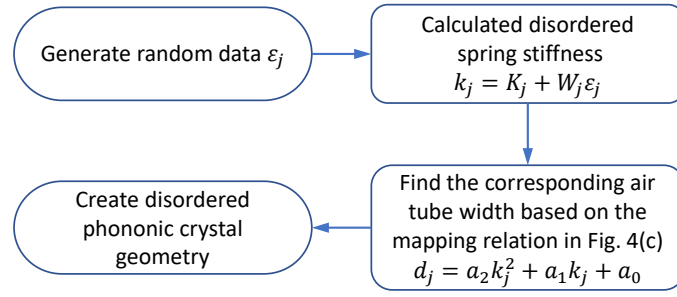 Generate random data 𝜀ⱼ
Calculated disordered
spring stiffness
𝑘ⱼ = 𝐾ⱼ + 𝑊ⱼ𝜀ⱼ
Find the corresponding air
tube width based on the
mapping relation in Fig. 4(c)
𝑑ⱼ = 𝑎₂𝑘ⱼ² + 𝑎₁𝑘ⱼ + 𝑎₀
Create disordered
phononic crystal
geometry